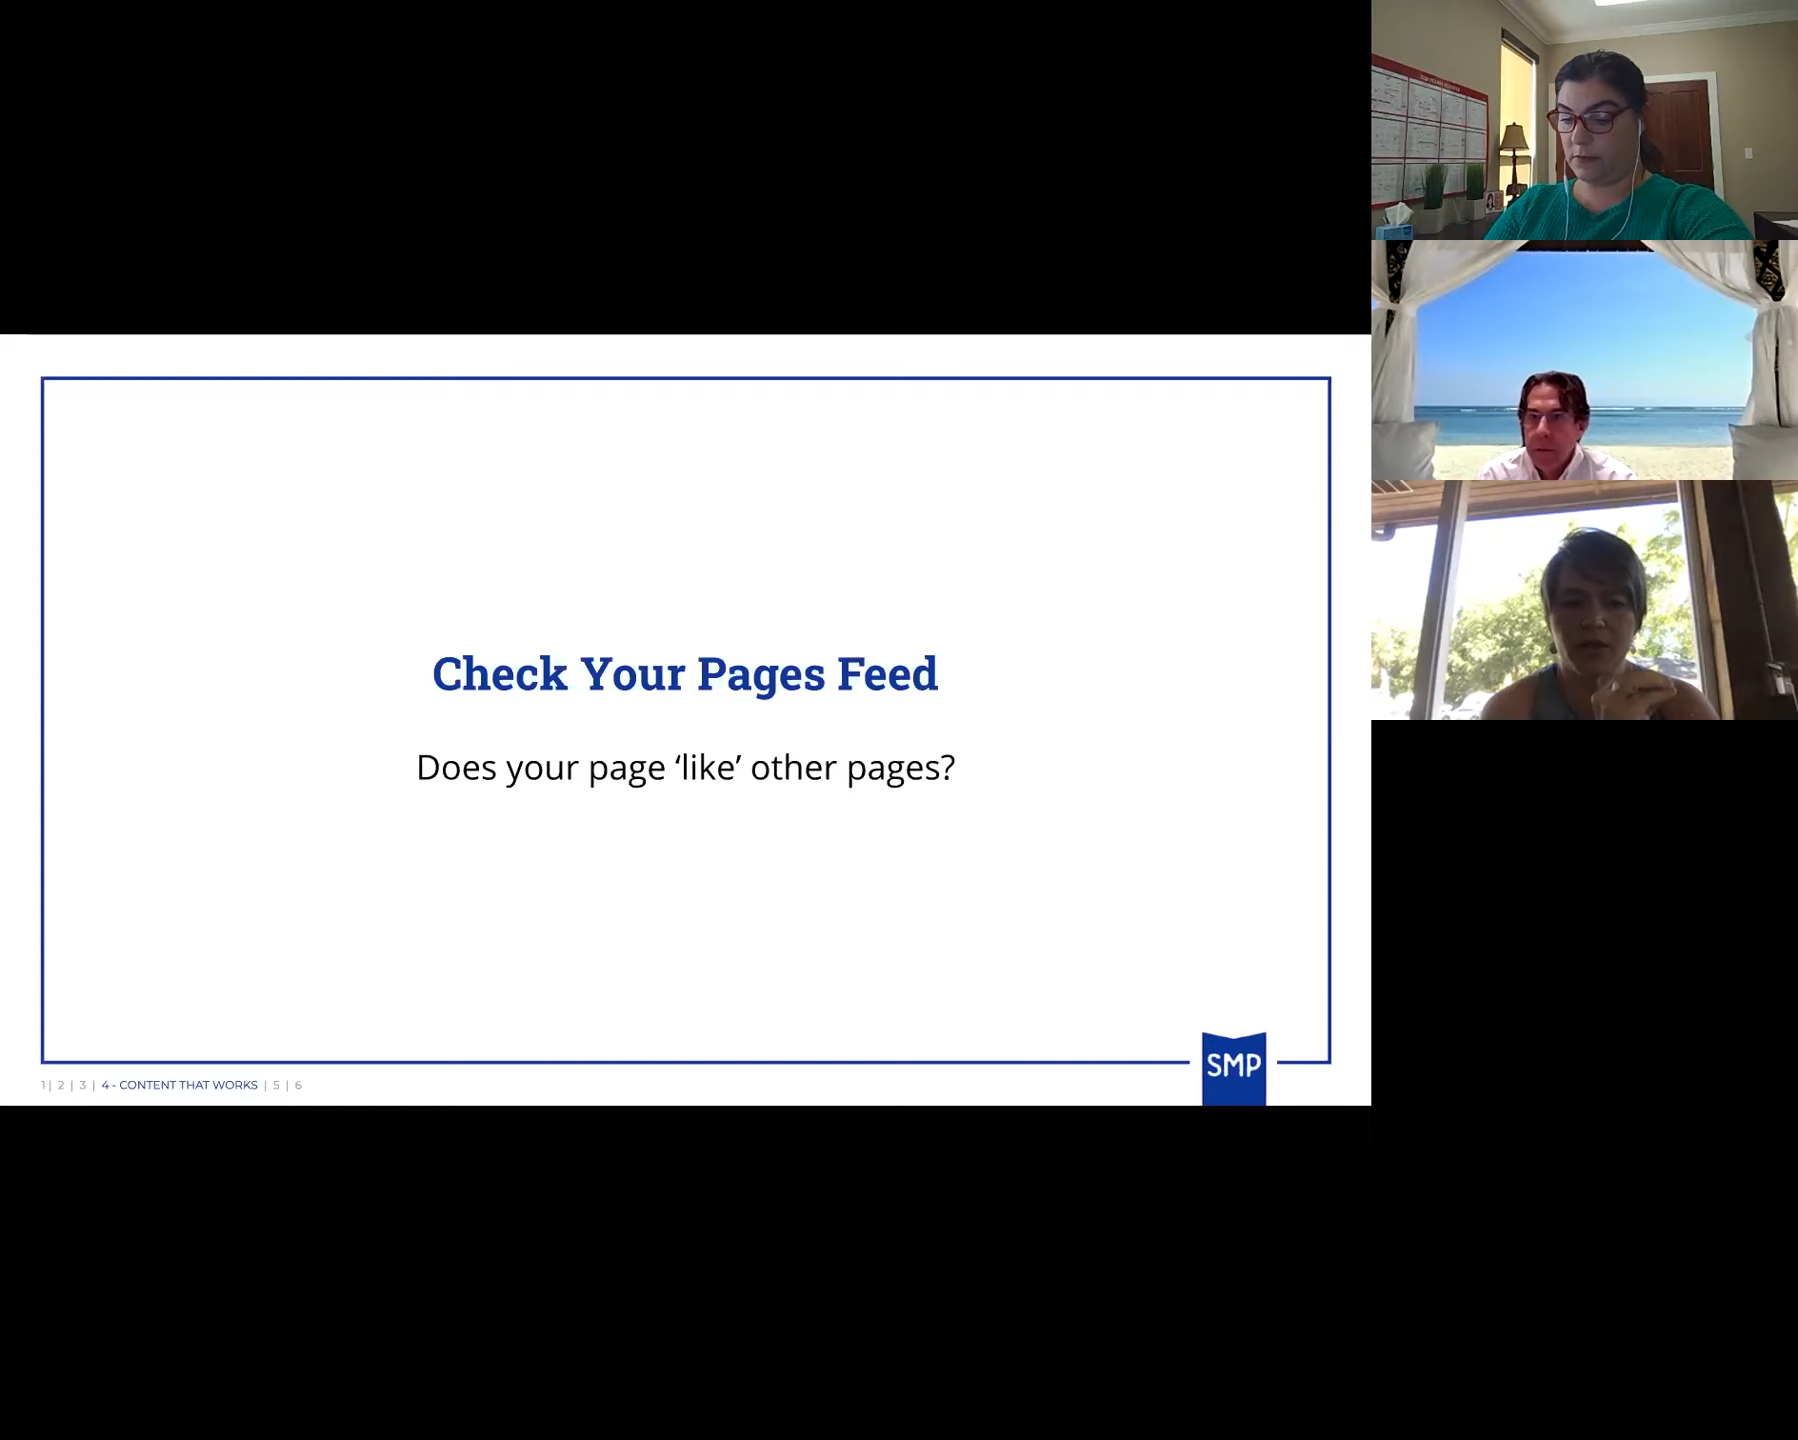 Check Your Pages Feed
Does your page ‘like’ other pages?
SMP
1 | 2 | 3 | 4 - CONTENT THAT WORKS | 5 | 6